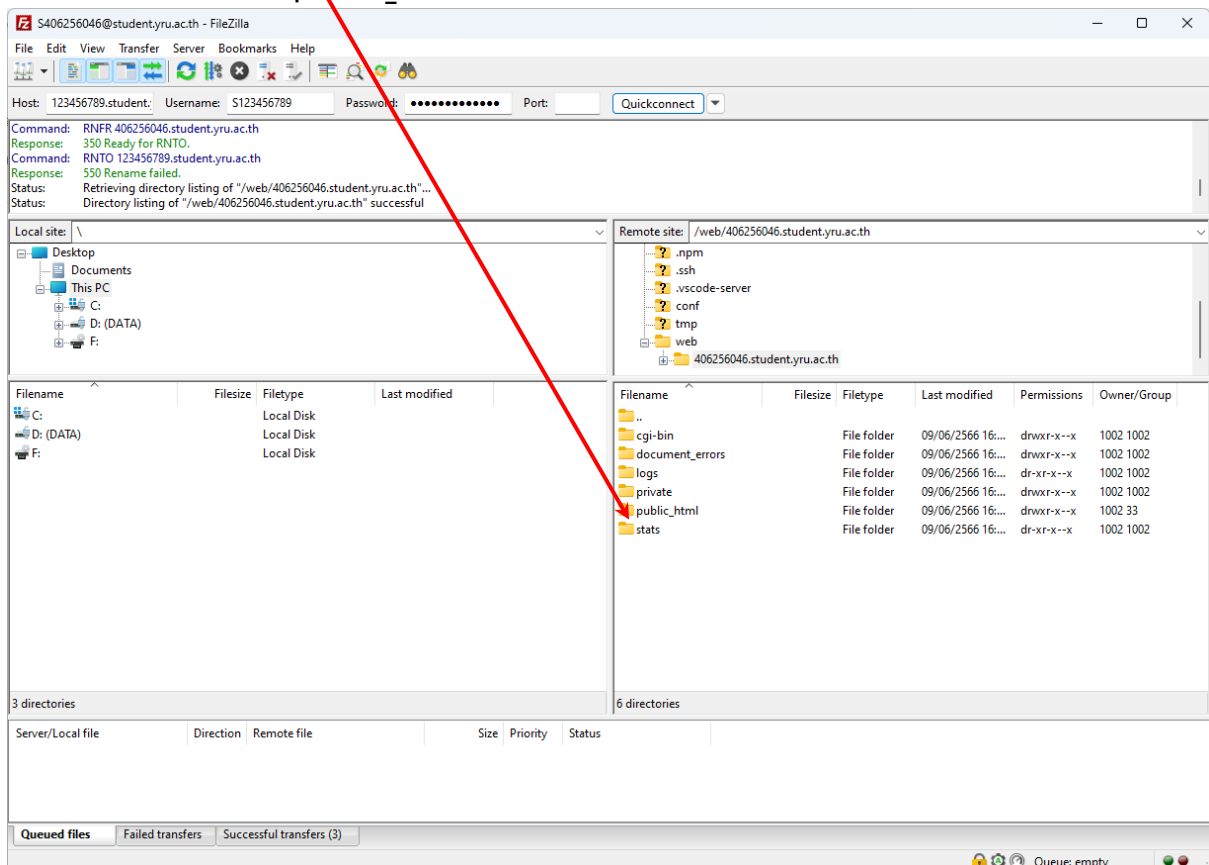 S406256046@student.yru.ac.th - FileZilla
File Edit View Transfer Server Bookmarks Help
Host: 123456789.student. Username: S123456789 Password: ●●●●●●●●●●●●● Port: Quickconnect
Command: RNFR 406256046.student.yru.ac.th
Response: 350 Ready for RNTO.
Command: RNTO 123456789.student.yru.ac.th
Response: 550 Rename failed.
Status: Retrieving directory listing of "/web/406256046.student.yru.ac.th"...
Status: Directory listing of "/web/406256046.student.yru.ac.th" successful
Local site: \
Desktop
Documents
This PC
C:
D: (DATA)
F:
Remote site: /web/406256046.student.yru.ac.th
.npm
.ssh
.vscode-server
conf
tmp
web
406256046.student.yru.ac.th
Filename Filesize Filetype Last modified
C: Local Disk
D: (DATA) Local Disk
F: Local Disk
3 directories
Filename Filesize Filetype Last modified Permissions Owner/Group
..
cgi-bin File folder 09/06/2566 16:... drwxr-x--x 1002 1002
document_errors File folder 09/06/2566 16:... drwxr-x--x 1002 1002
logs File folder 09/06/2566 16:... dr-xr-x--x 1002 1002
private File folder 09/06/2566 16:... drwxr-x--x 1002 1002
public_html File folder 09/06/2566 16:... drwxr-x--x 1002 33
stats File folder 09/06/2566 16:... dr-xr-x--x 1002 1002
6 directories
Server/Local file Direction Remote file Size Priority Status
Queued files Failed transfers Successful transfers (3)
Queue: empty